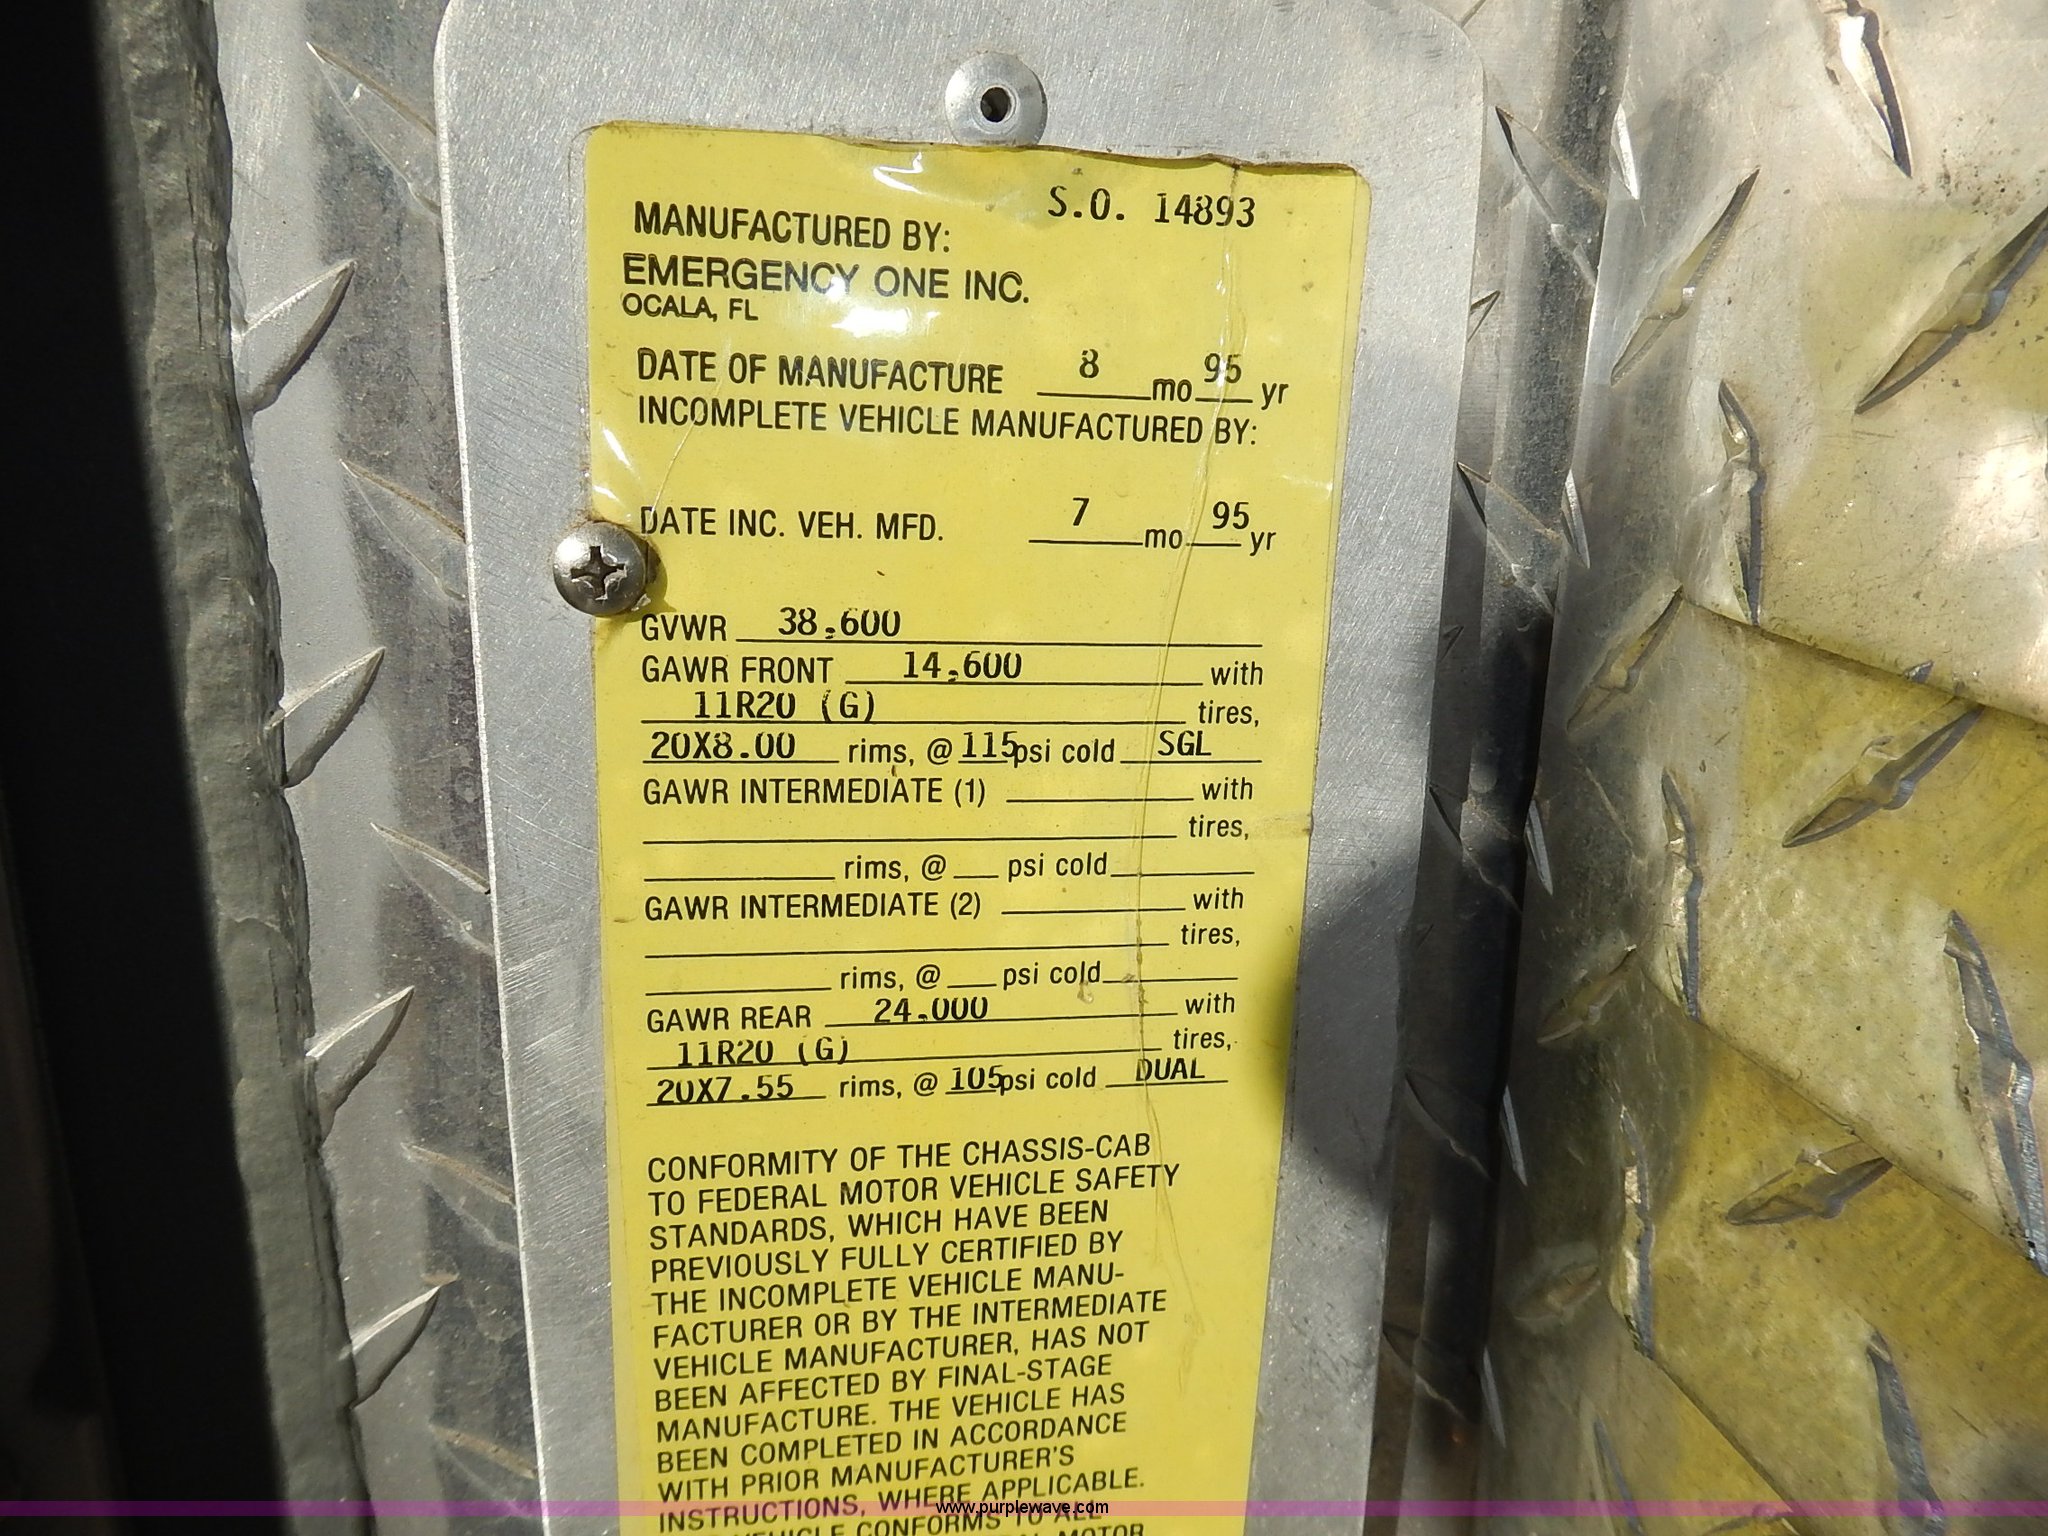 S.O. 14893
MANUFACTURED BY:
EMERGENCY ONE INC.
OCALA, FL
DATE OF MANUFACTURE 8 mo 95 yr
INCOMPLETE VEHICLE MANUFACTURED BY:
DATE INC. VEH. MFD. 7 mo 95 yr
GVWR 38,600
GAWR FRONT 14,600 with
11R20 (G) tires,
20X8.00 rims, @ 115 psi cold SGL
GAWR INTERMEDIATE (1) with
tires,
rims, @ psi cold
GAWR INTERMEDIATE (2) with
tires,
rims, @ psi cold
GAWR REAR 24,000 with
11R20 (G) tires,
20X7.55 rims, @ 105 psi cold DUAL
CONFORMITY OF THE CHASSIS-CAB
TO FEDERAL MOTOR VEHICLE SAFETY
STANDARDS, WHICH HAVE BEEN
PREVIOUSLY FULLY CERTIFIED BY
THE INCOMPLETE VEHICLE MANU-
FACTURER OR BY THE INTERMEDIATE
VEHICLE MANUFACTURER, HAS NOT
BEEN AFFECTED BY FINAL-STAGE
MANUFACTURE. THE VEHICLE HAS
BEEN COMPLETED IN ACCORDANCE
WITH PRIOR MANUFACTURER'S
INSTRUCTIONS, WHERE APPLICABLE.
www.purplewave.com
VEHICLE CONFORMS TO ALL
MOTOR